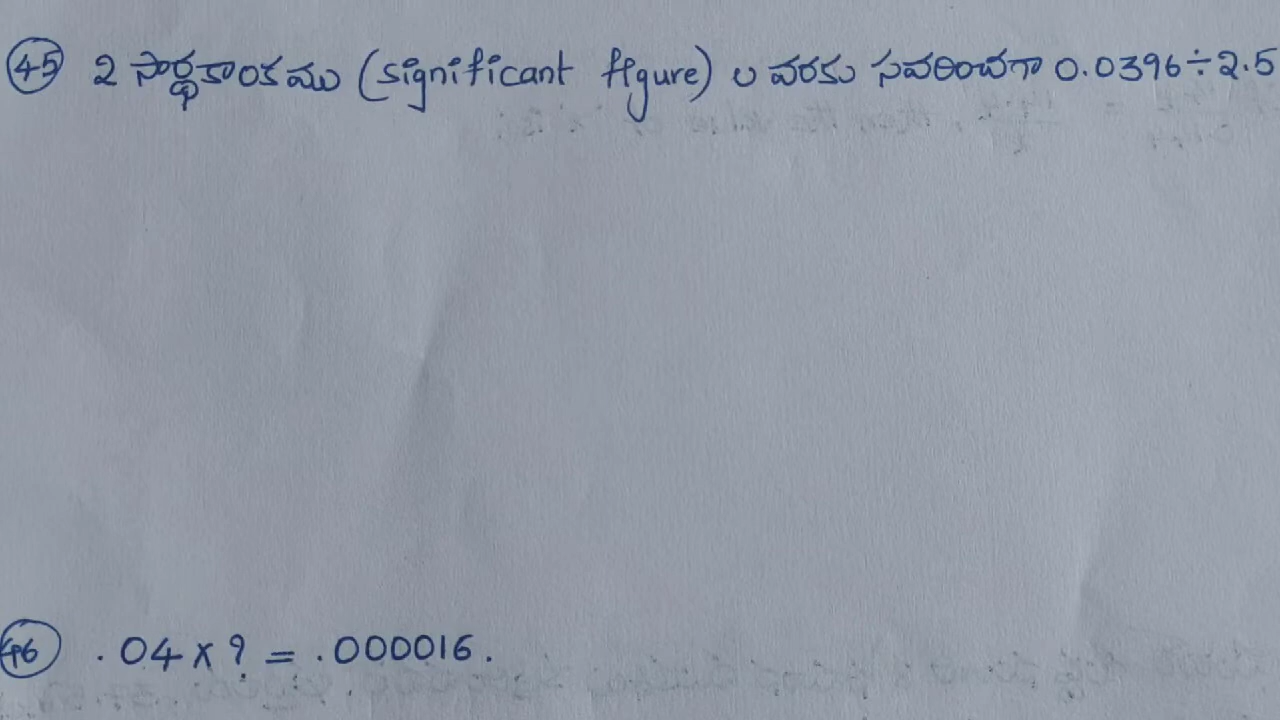 45 2 సార్థకాంకము (significant figure) ల వరకు సవరించగా 0.0396÷2.5
46 .04 x ? = .000016.